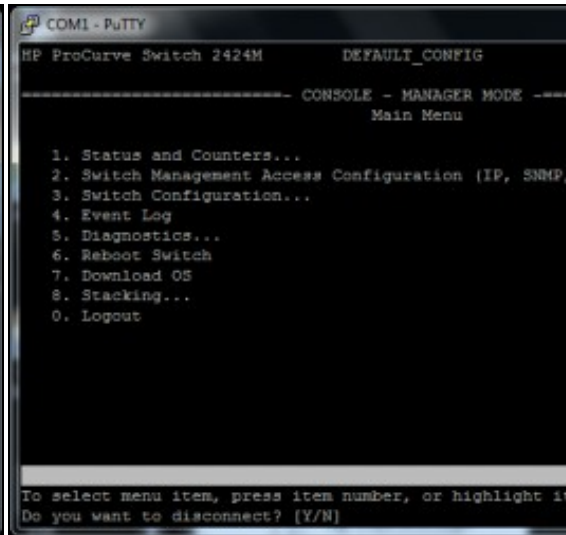 COM1 - PuTTY
HP ProCurve Switch 2424M DEFAULT_CONFIG
===========================- CONSOLE - MANAGER MODE -===
Main Menu
1. Status and Counters...
2. Switch Management Access Configuration (IP, SNMP,
3. Switch Configuration...
4. Event Log
5. Diagnostics...
6. Reboot Switch
7. Download OS
8. Stacking...
0. Logout
To select menu item, press item number, or highlight it
Do you want to disconnect? [Y/N]